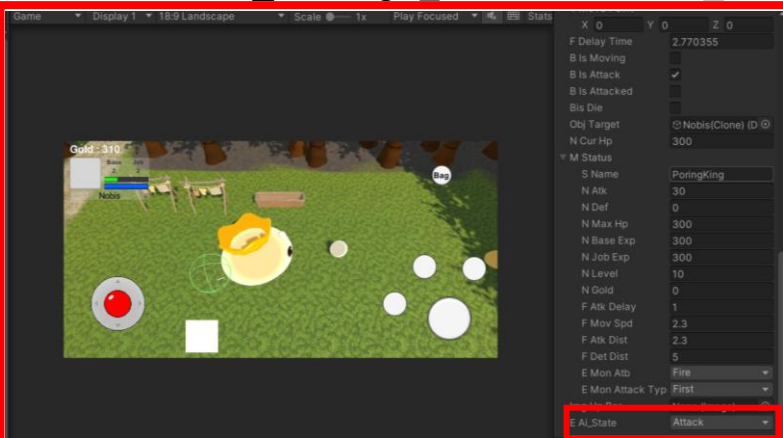 Game Display 1 18:9 Landscape Scale 1x Play Focused Stats
X 0 Y 0 Z 0
F Delay Time 2.770355
B Is Moving
B Is Attack
B Is Attacked
Bis Die
Obj Target Nobis(Clone) (D
N Cur Hp 300
M Status
S Name PoringKing
N Atk 30
N Def 0
N Max Hp 300
N Base Exp 300
N Job Exp 300
N Level 10
N Gold 0
F Atk Delay 1
F Mov Spd 2.3
F Atk Dist 2.3
F Det Dist 5
E Mon Atb Fire
E Mon Attack Typ First
E Ai_State Attack
Gold : 310
Base Job
2 2
Nobis
Bag